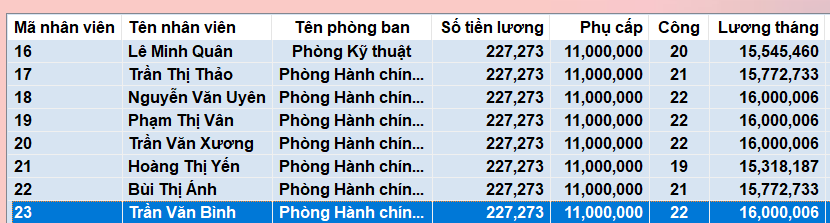 Mã nhân viên Tên nhân viên Tên phòng ban Số tiền lương Phụ cấp Công Lương tháng
16 Lê Minh Quân Phòng Kỹ thuật 227,273 11,000,000 20 15,545,460
17 Trần Thị Thảo Phòng Hành chín... 227,273 11,000,000 21 15,772,733
18 Nguyễn Văn Uyên Phòng Hành chín... 227,273 11,000,000 22 16,000,006
19 Phạm Thị Vân Phòng Hành chín... 227,273 11,000,000 22 16,000,006
20 Trần Văn Xương Phòng Hành chín... 227,273 11,000,000 22 16,000,006
21 Hoàng Thị Yến Phòng Hành chín... 227,273 11,000,000 19 15,318,187
22 Bùi Thị Ánh Phòng Hành chín... 227,273 11,000,000 21 15,772,733
23 Trần Văn Bình Phòng Hành chín... 227,273 11,000,000 22 16,000,006